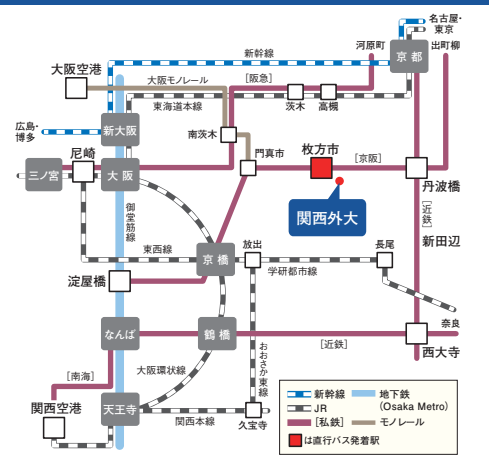 名古屋・
東京
河原町
京都
出町柳
新幹線
大阪空港
大阪モノレール
[阪急]
東海道本線
茨木
高槻
広島・
博多
新大阪
南茨木
尼崎
門真市
枚方市
[京阪]
三ノ宮
大阪
丹波橋
関西外大
御堂筋線
[近鉄]
新田辺
東西線
京橋
放出
長尾
学研都市線
淀屋橋
なんば
鶴橋
おおさか東線
[近鉄]
奈良
西大寺
[南海]
大阪環状線
関西空港
天王寺
関西本線
久宝寺
新幹線
地下鉄
(Osaka Metro)
JR
[私鉄]
モノレール
は直行バス発着駅